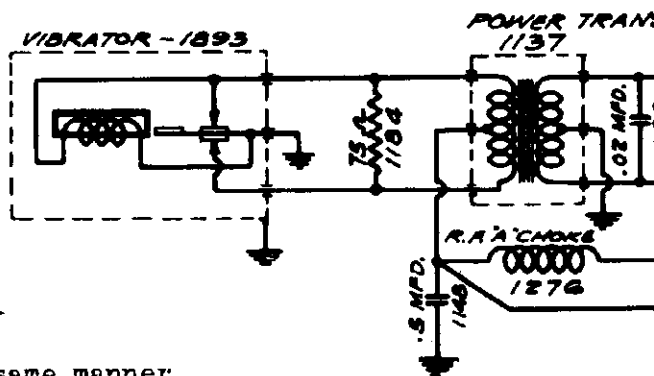 VIBRATOR-1893
POWER TRANS
1137
75 Ω
1184
.02 MFD.
R.F. "A" CHOKE
1276
.5 MFD.
1148
same manner